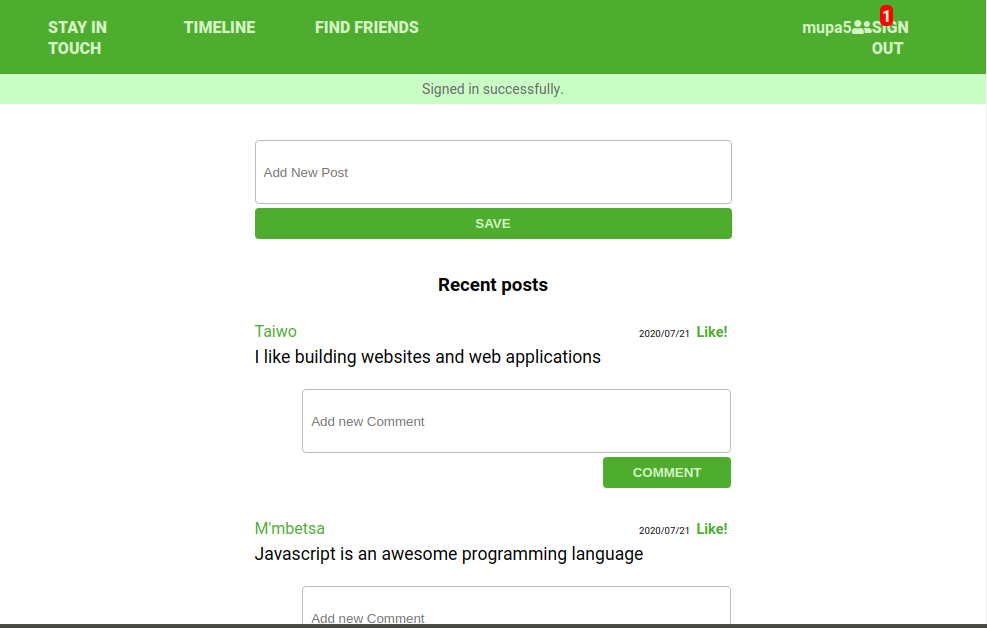 STAY IN TOUCH
TIMELINE
FIND FRIENDS
mupa5
1
SIGN OUT
Signed in successfully.
Add New Post
SAVE
Recent posts
Taiwo 2020/07/21 Like!
I like building websites and web applications
Add new Comment
COMMENT
M'mbetsa 2020/07/21 Like!
Javascript is an awesome programming language
Add new Comment